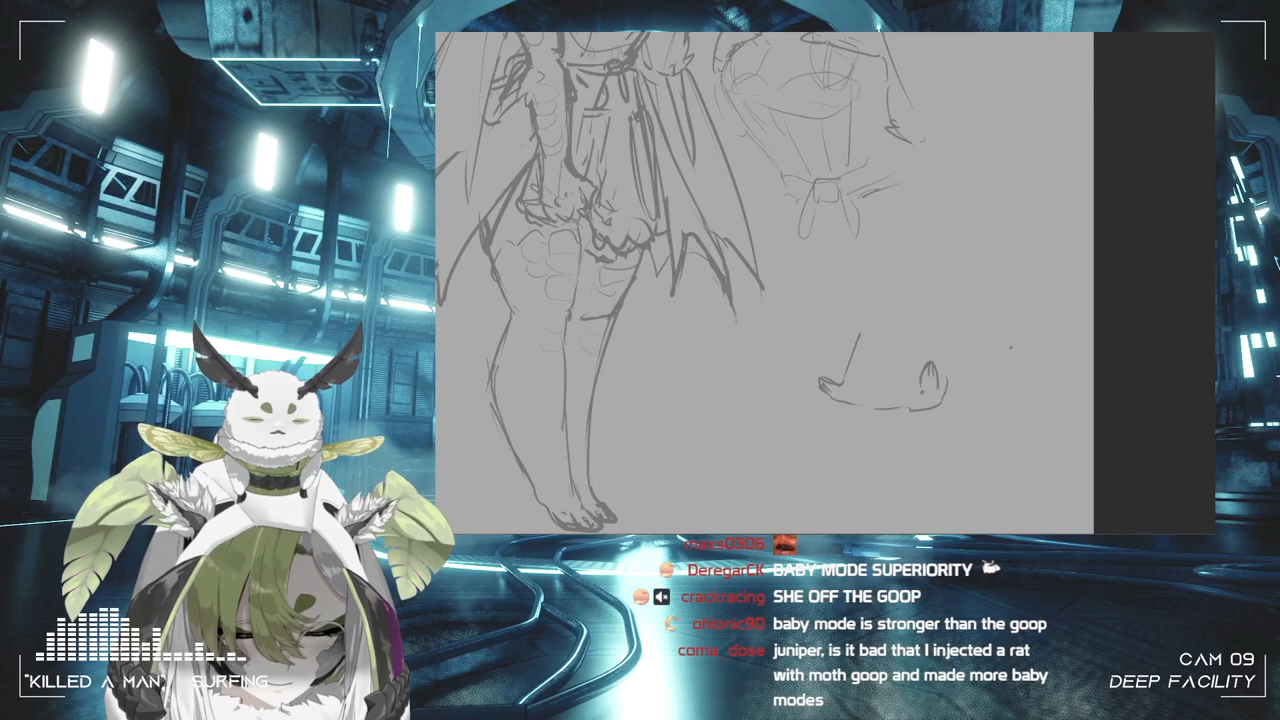 maxs0306
DeregarCK BABY MODE SUPERIORITY
crackracing SHE OFF THE GOOP
ohionic90 baby mode is stronger than the goop
coma_dose juniper, is it bad that I injected a rat
with moth goop and made more baby
modes
"KILLED A MAN" SURFING
CAM 09
DEEP FACILITY